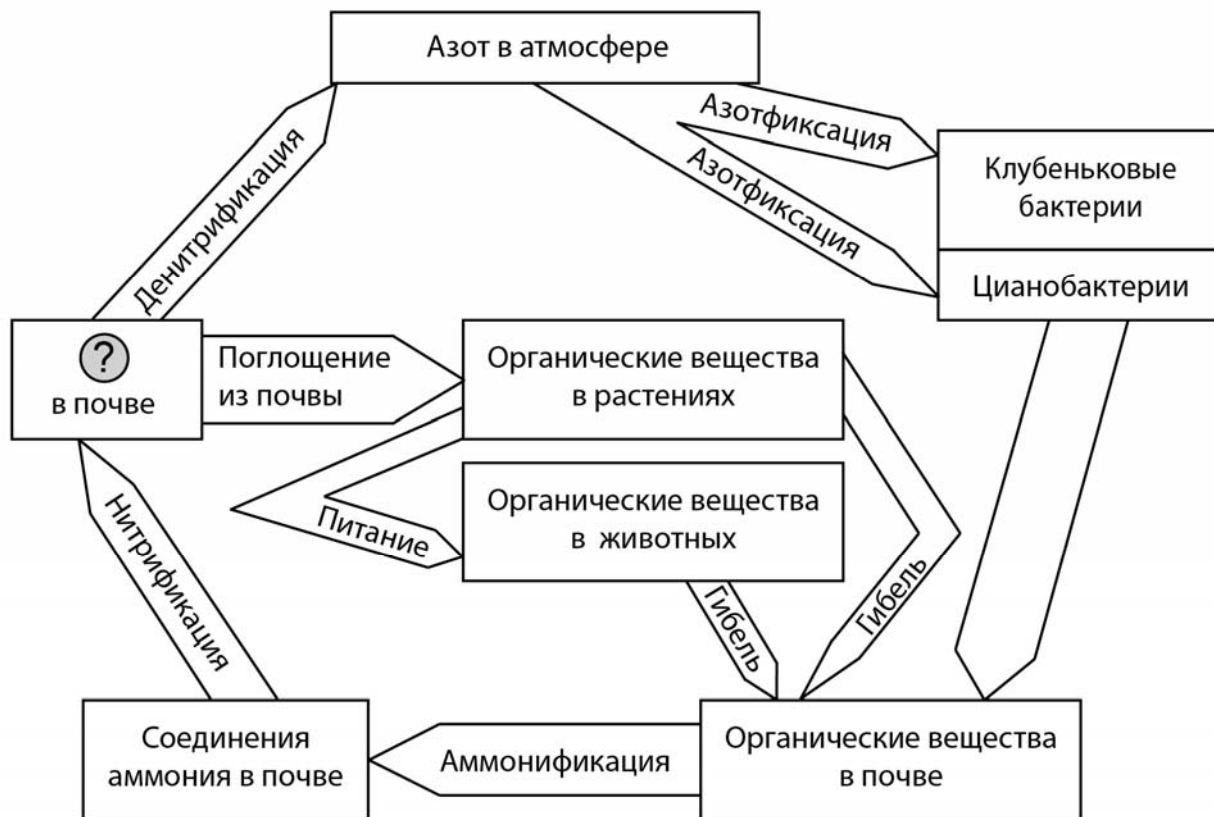 Азот в атмосфере
Азотфиксация
Азотфиксация
Клубеньковые
бактерии
Цианобактерии
Денитрификация
?
в почве
Поглощение
из почвы
Органические вещества
в растениях
Питание
Органические вещества
в животных
Гибель
Гибель
Нитрификация
Соединения
аммония в почве
Аммонификация
Органические вещества
в почве